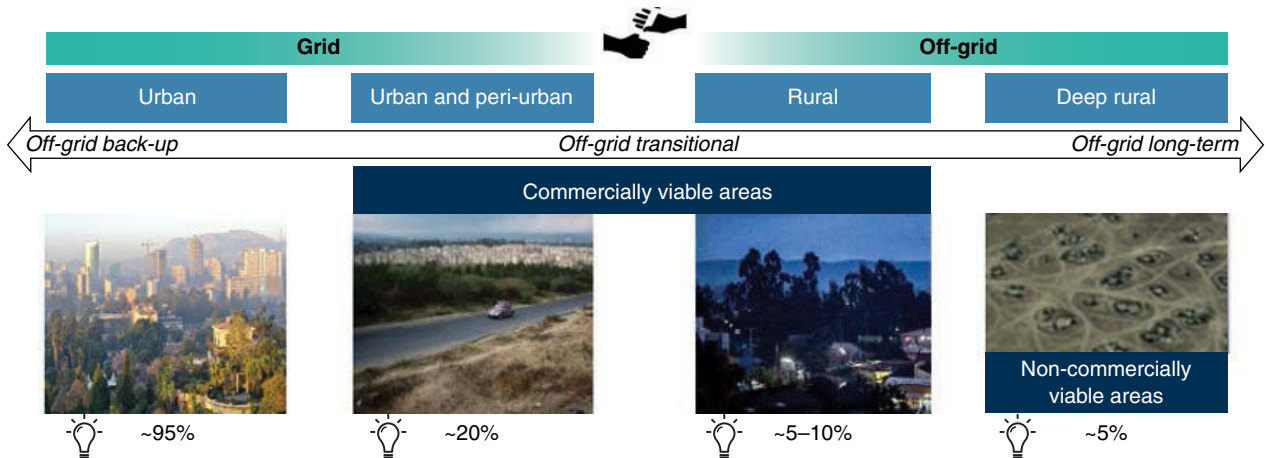 Grid
Off-grid
Urban
Urban and peri-urban
Rural
Deep rural
Off-grid back-up
Off-grid transitional
Off-grid long-term
Commercially viable areas
Non-commercially
viable areas
~95%
~20%
~5–10%
~5%